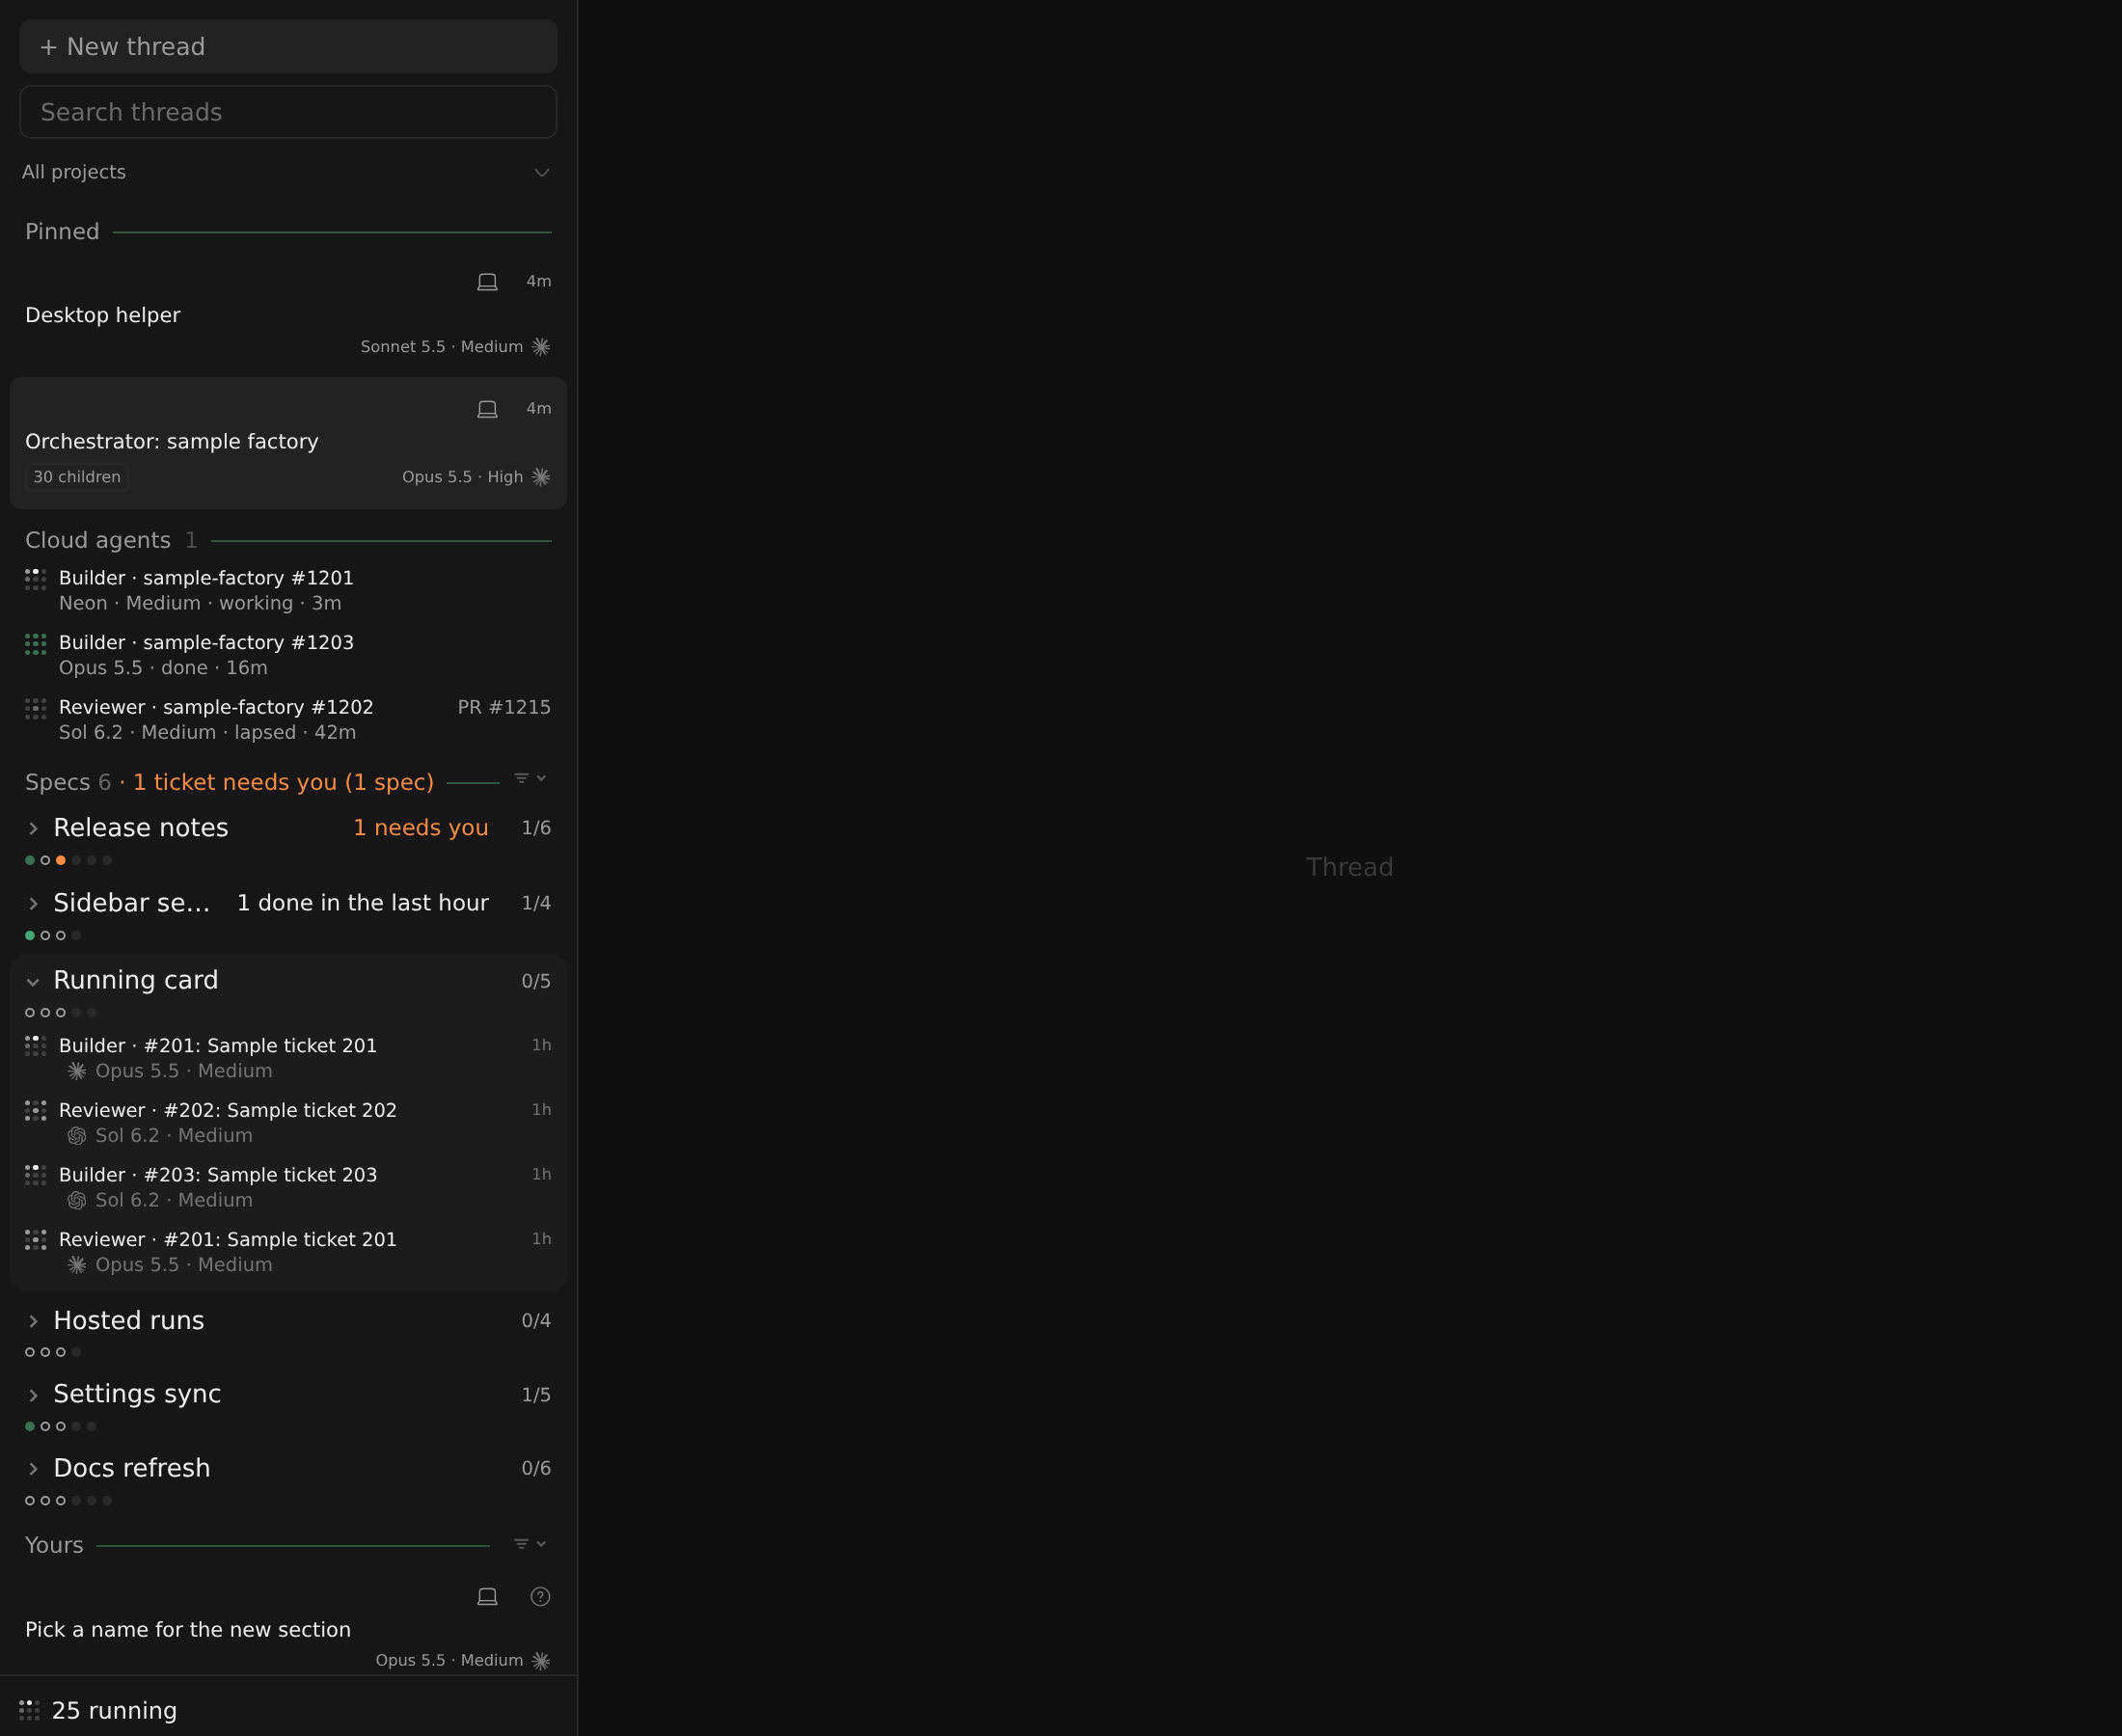 + New thread
Search threads
All projects
Pinned
4m
Desktop helper
Sonnet 5.5 · Medium
4m
Orchestrator: sample factory
30 children Opus 5.5 · High
Cloud agents 1
Builder · sample-factory #1201
Neon · Medium · working · 3m
Builder · sample-factory #1203
Opus 5.5 · done · 16m
Reviewer · sample-factory #1202 PR #1215
Sol 6.2 · Medium · lapsed · 42m
Specs 6 · 1 ticket needs you (1 spec)
Release notes 1 needs you 1/6
Sidebar se... 1 done in the last hour 1/4
Running card 0/5
Builder · #201: Sample ticket 201 1h
Opus 5.5 · Medium
Reviewer · #202: Sample ticket 202 1h
Sol 6.2 · Medium
Builder · #203: Sample ticket 203 1h
Sol 6.2 · Medium
Reviewer · #201: Sample ticket 201 1h
Opus 5.5 · Medium
Hosted runs 0/4
Settings sync 1/5
Docs refresh 0/6
Yours
Pick a name for the new section
Opus 5.5 · Medium
25 running
Thread